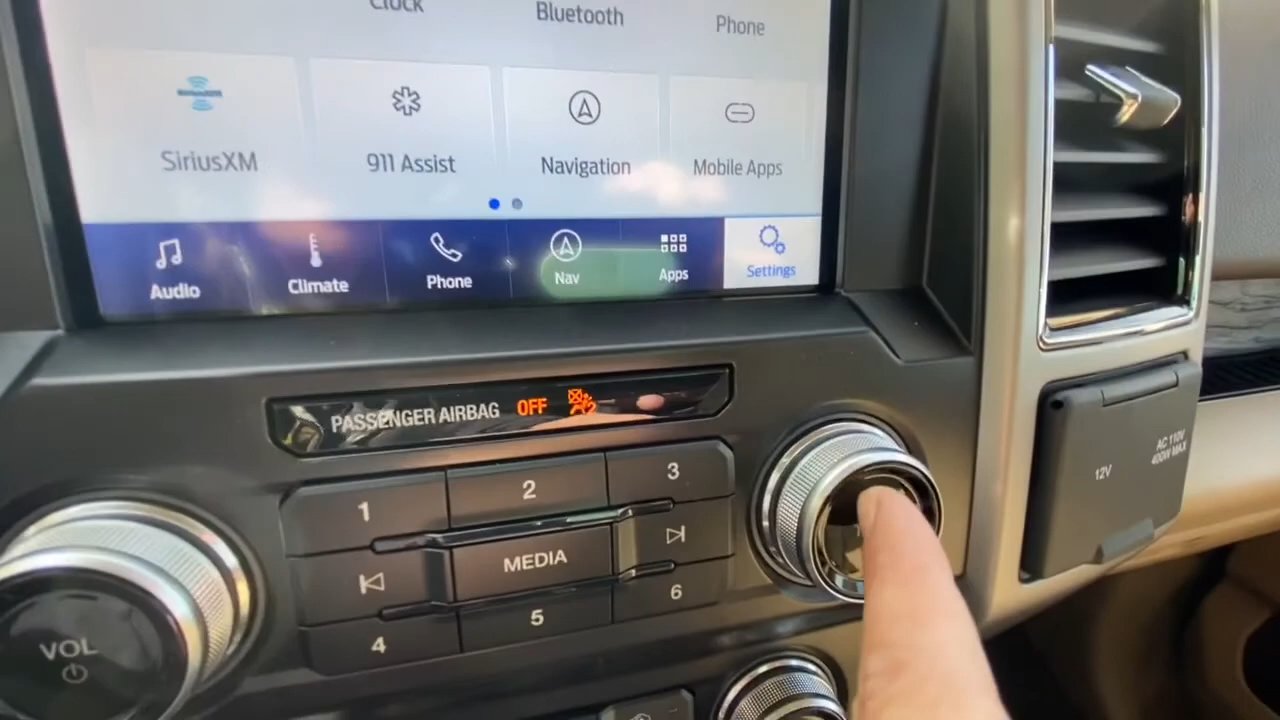 Clock
Bluetooth
Phone
SiriusXM
911 Assist
Navigation
Mobile Apps
Audio
Climate
Phone
Nav
Apps
Settings
PASSENGER AIRBAG OFF
1
2
3
MEDIA
4
5
6
VOL
12V
AC 110V
400W MAX